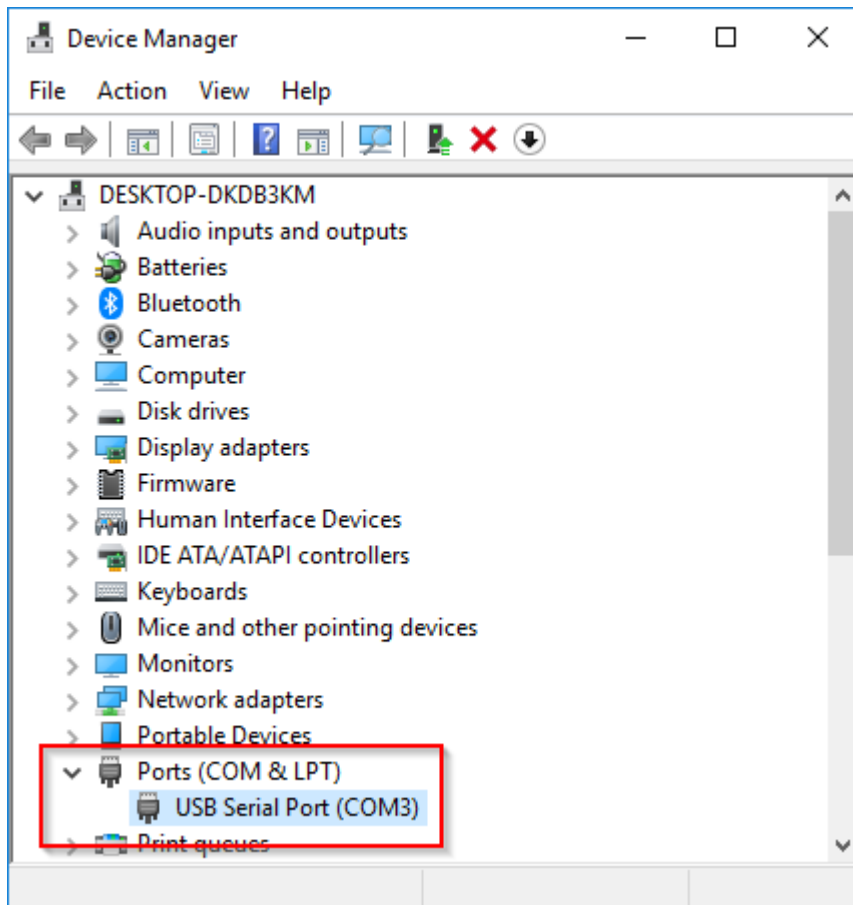 Device Manager
File Action View Help
DESKTOP-DKDB3KM
Audio inputs and outputs
Batteries
Bluetooth
Cameras
Computer
Disk drives
Display adapters
Firmware
Human Interface Devices
IDE ATA/ATAPI controllers
Keyboards
Mice and other pointing devices
Monitors
Network adapters
Portable Devices
Ports (COM & LPT)
USB Serial Port (COM3)
Print queues